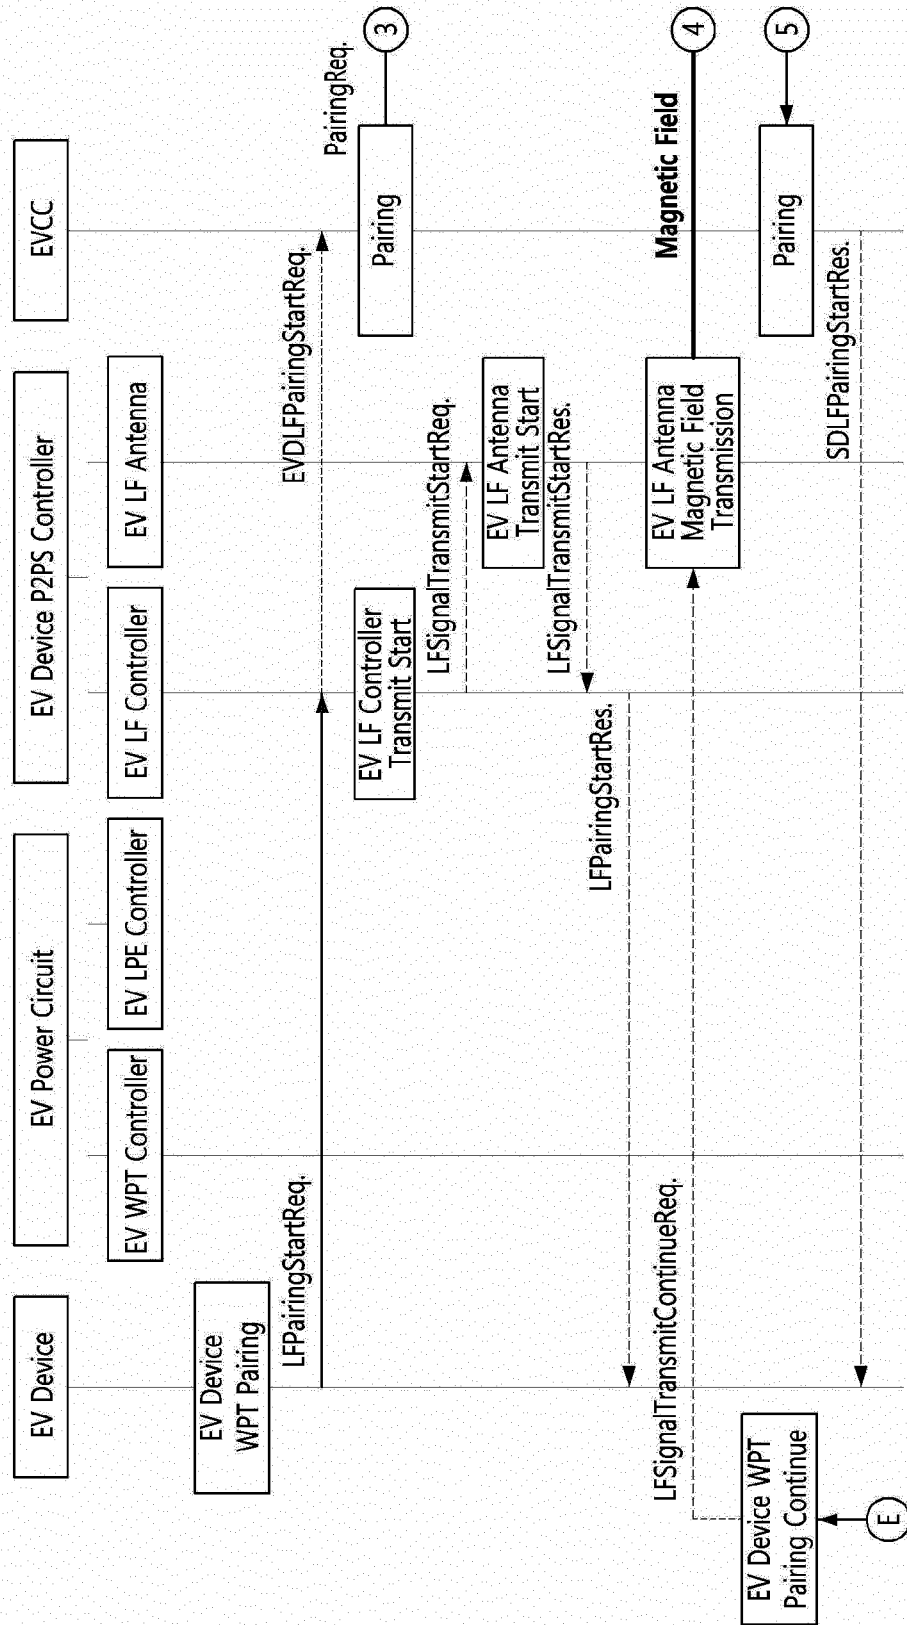 EV Device
EV Power Circuit
EV Device P2PS Controller
EVCC
EV WPT Controller
EV LPE Controller
EV LF Controller
EV LF Antenna
EV Device
WPT Pairing
LFPairingStartReq.
EVDLFPairingStartReq.
PairingReq.
EV LF Controller
Transmit Start
Pairing
3
LFSignalTransmitStartReq.
EV LF Antenna
Transmit Start
LFSignalTransmitStartRes.
LFPairingStartRes.
LFSignalTransmitContinueReq.
EV LF Antenna
Magnetic Field
Transmission
Magnetic Field
4
EV Device WPT
Pairing Continue
Pairing
5
SDLFPairingStartRes.
E